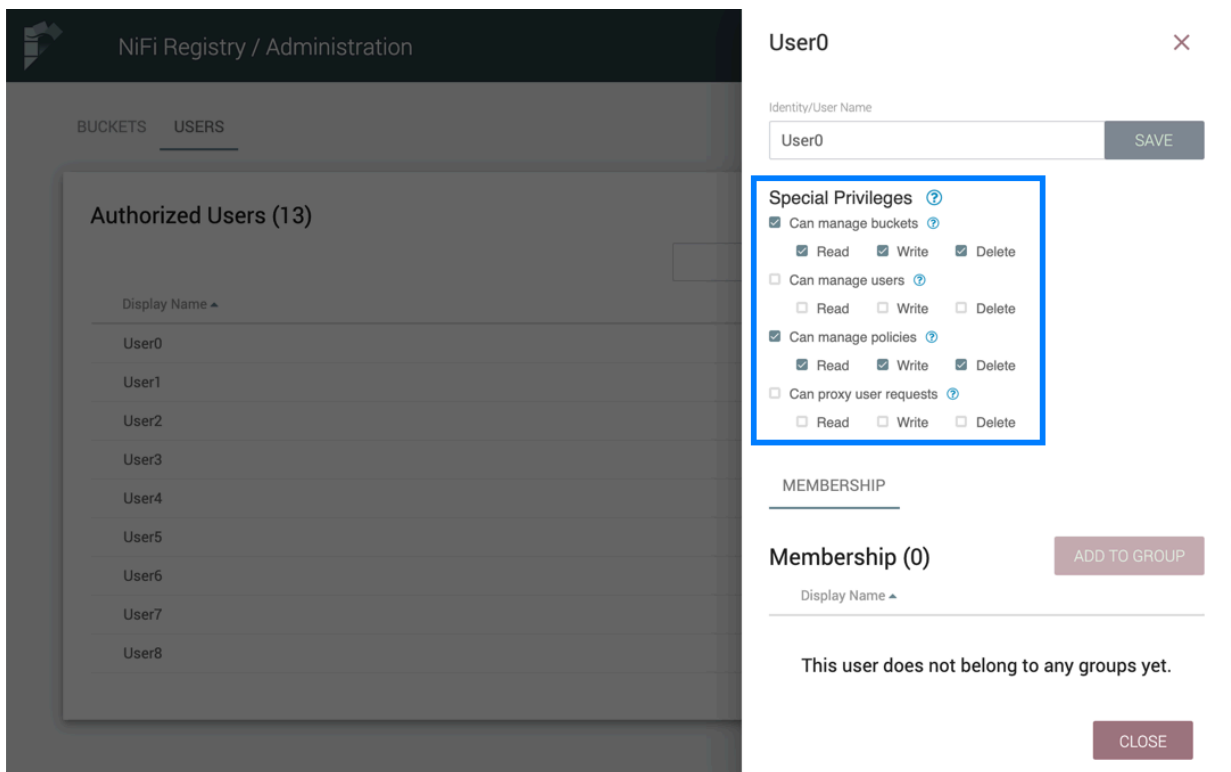 NiFi Registry / Administration
BUCKETS USERS
Authorized Users (13)
Display Name
User0
User1
User2
User3
User4
User5
User6
User7
User8
User0
Identity/User Name
User0
SAVE
Special Privileges ?
Can manage buckets ?
Read Write Delete
Can manage users ?
Read Write Delete
Can manage policies ?
Read Write Delete
Can proxy user requests ?
Read Write Delete
MEMBERSHIP
Membership (0)
ADD TO GROUP
Display Name
This user does not belong to any groups yet.
CLOSE